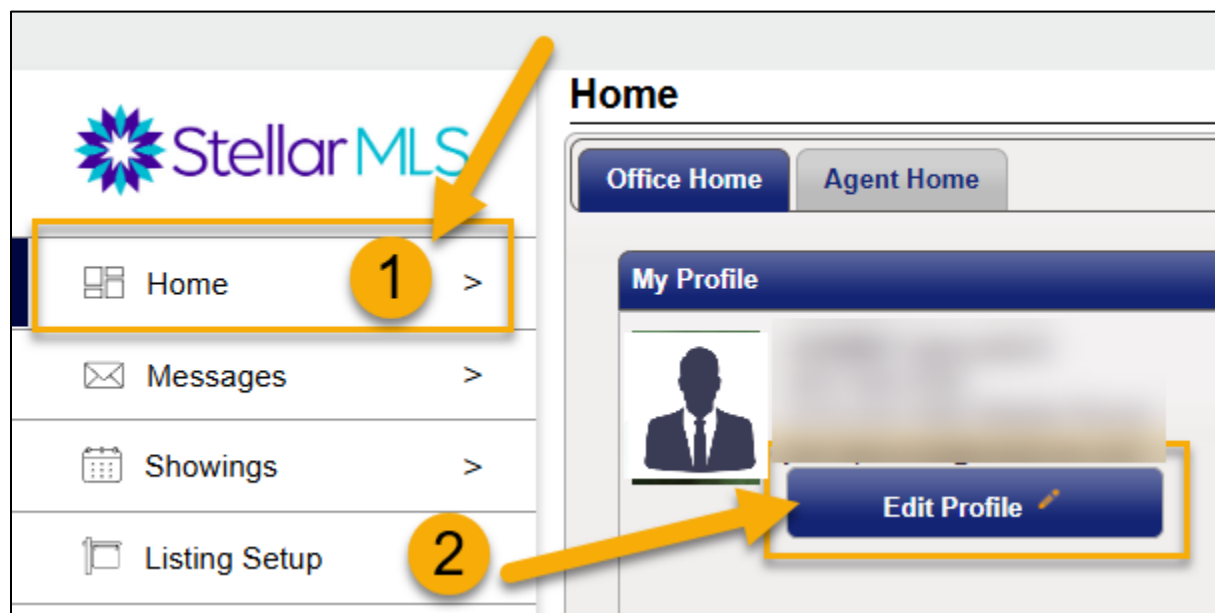 Stellar MLS
Home >
1
Messages >
Showings >
Listing Setup
2
Home
Office Home
Agent Home
My Profile
Edit Profile